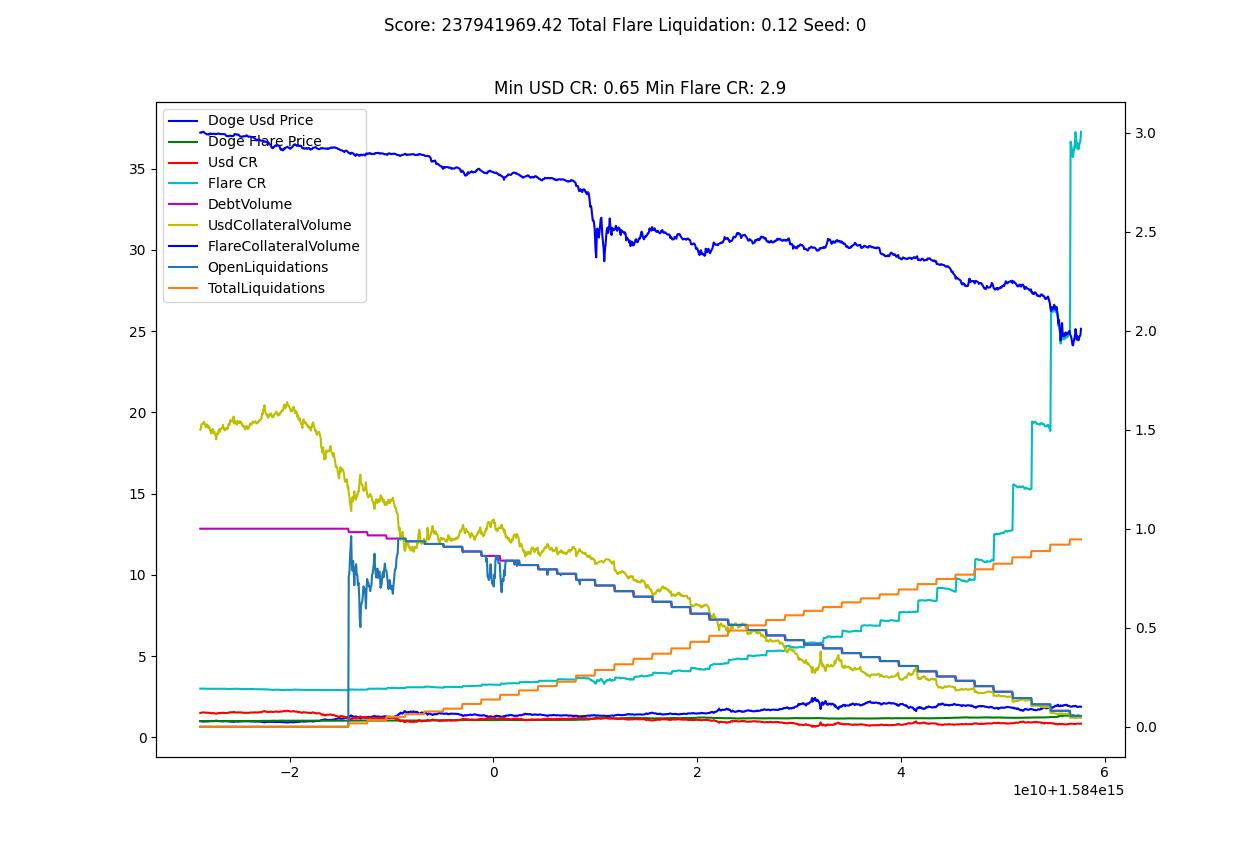 Score: 237941969.42 Total Flare Liquidation: 0.12 Seed: 0
Min USD CR: 0.65 Min Flare CR: 2.9
Doge Usd Price
Doge Flare Price
Usd CR
Flare CR
DebtVolume
UsdCollateralVolume
FlareCollateralVolume
OpenLiquidations
TotalLiquidations
35
30
25
20
15
10
5
0
3.0
2.5
2.0
1.5
1.0
0.5
0.0
−2 0 2 4 6
1e10+1.584e15